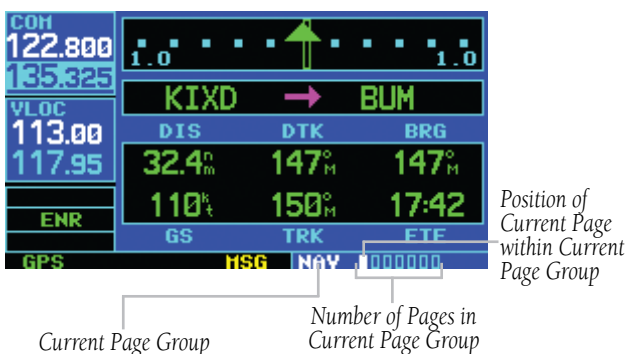 COM
122.800
135.325
VLOC
113.00
117.95
ENR
GPS
1.0 1.0
KIXD → BUM
DIS DTK BRG
32.4nm 147°M 147°M
110kt 150°M 17:42
GS TRK ETE
MSG NAV
Position of
Current Page
within Current
Page Group
Number of Pages in
Current Page Group
Current Page Group